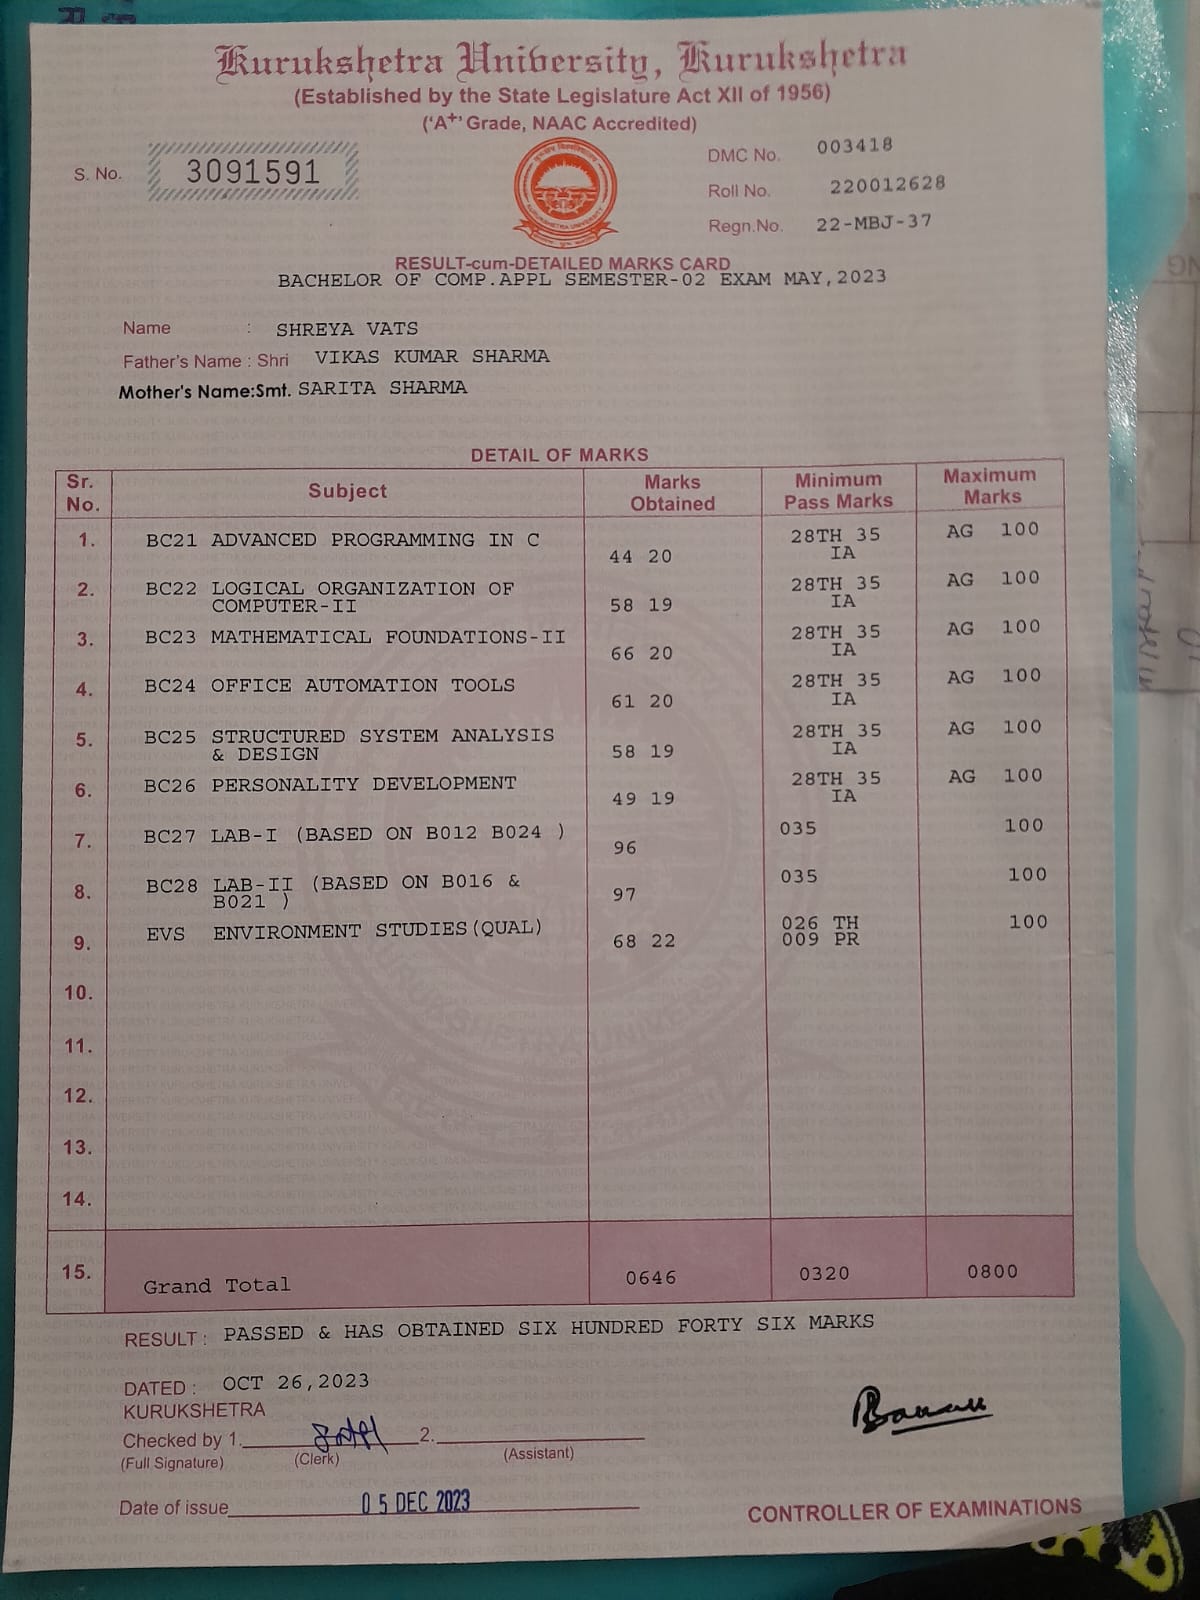 Kurukshetra University, Kurukshetra
(Established by the State Legislature Act XII of 1956)
('A+' Grade, NAAC Accredited)
S. No. 3091591
DMC No. 003418
Roll No. 220012628
Regn.No. 22-MBJ-37
KURUKSHETRA UNIVERSITY
RESULT-cum-DETAILED MARKS CARD
BACHELOR OF COMP.APPL SEMESTER-02 EXAM MAY,2023
Name : SHREYA VATS
Father's Name : Shri VIKAS KUMAR SHARMA
Mother's Name:Smt. SARITA SHARMA
DETAIL OF MARKS
Sr. No. Subject Marks Obtained Minimum Pass Marks Maximum Marks
1. BC21 ADVANCED PROGRAMMING IN C 44 20 28TH 35 AG 100
IA
2. BC22 LOGICAL ORGANIZATION OF 28TH 35 AG 100
COMPUTER-II 58 19 IA
3. BC23 MATHEMATICAL FOUNDATIONS-II 28TH 35 AG 100
66 20 IA
4. BC24 OFFICE AUTOMATION TOOLS 28TH 35 AG 100
61 20 IA
5. BC25 STRUCTURED SYSTEM ANALYSIS 28TH 35 AG 100
& DESIGN 58 19 IA
6. BC26 PERSONALITY DEVELOPMENT 28TH 35 AG 100
49 19 IA
7. BC27 LAB-I (BASED ON B012 B024 ) 035 100
96
8. BC28 LAB-II (BASED ON B016 & 035 100
B021 ) 97
9. EVS ENVIRONMENT STUDIES(QUAL) 026 TH 100
68 22 009 PR
10.
11.
12.
13.
14.
15. Grand Total 0646 0320 0800
RESULT : PASSED & HAS OBTAINED SIX HUNDRED FORTY SIX MARKS
DATED : OCT 26,2023
KURUKSHETRA
Checked by 1. 2.
(Full Signature) (Clerk) (Assistant)
Date of issue 05 DEC 2023
CONTROLLER OF EXAMINATIONS